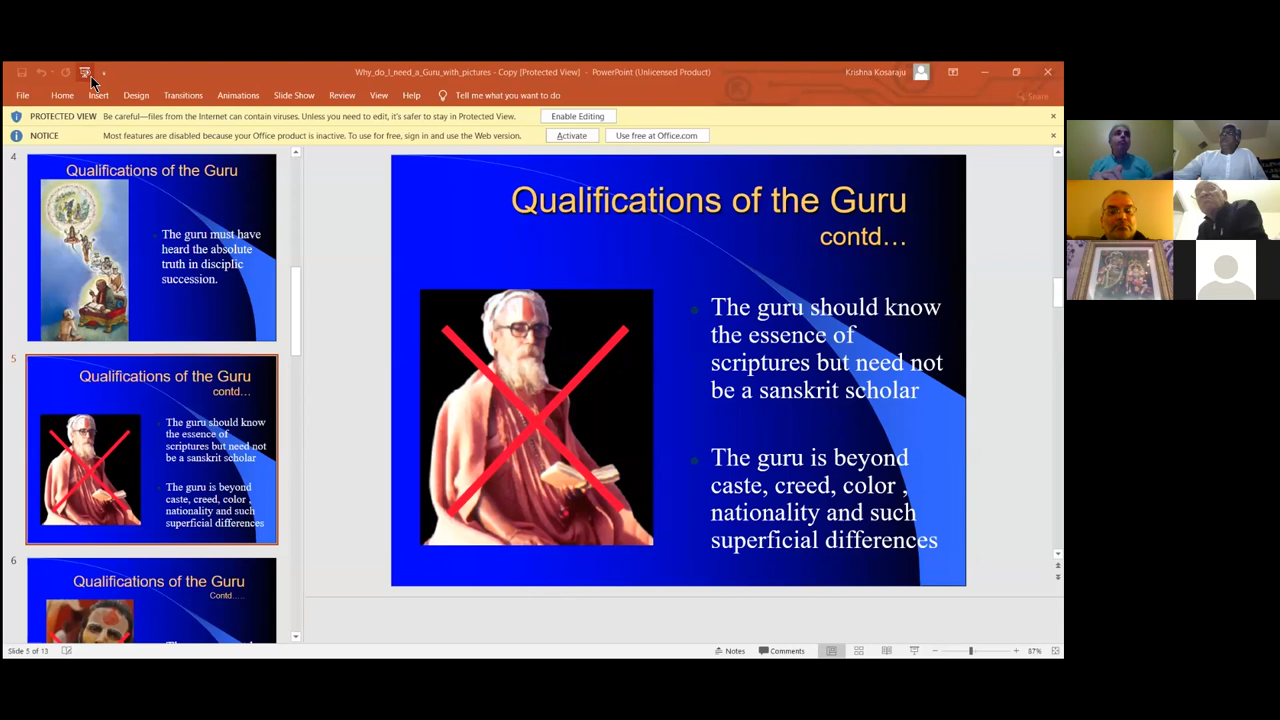 Why_do_I_need_a_Guru_with_pictures - Copy [Protected View] - PowerPoint (Unlicensed Product)
Krishna Kosaraju
File Home Insert Design Transitions Animations Slide Show Review View Help Tell me what you want to do
Share
PROTECTED VIEW Be careful—files from the Internet can contain viruses. Unless you need to edit, it's safer to stay in Protected View. Enable Editing
NOTICE Most features are disabled because your Office product is inactive. To use for free, sign in and use the Web version. Activate Use free at Office.com
4
Qualifications of the Guru
The guru must have
heard the absolute
truth in disciplic
succession.
5
Qualifications of the Guru
contd…
The guru should know
the essence of
scriptures but need not
be a sanskrit scholar
The guru is beyond
caste, creed, color ,
nationality and such
superficial differences
6
Qualifications of the Guru
Contd…..
Qualifications of the Guru
contd…
The guru should know
the essence of
scriptures but need not
be a sanskrit scholar
The guru is beyond
caste, creed, color ,
nationality and such
superficial differences
Slide 5 of 13
Notes Comments 87%